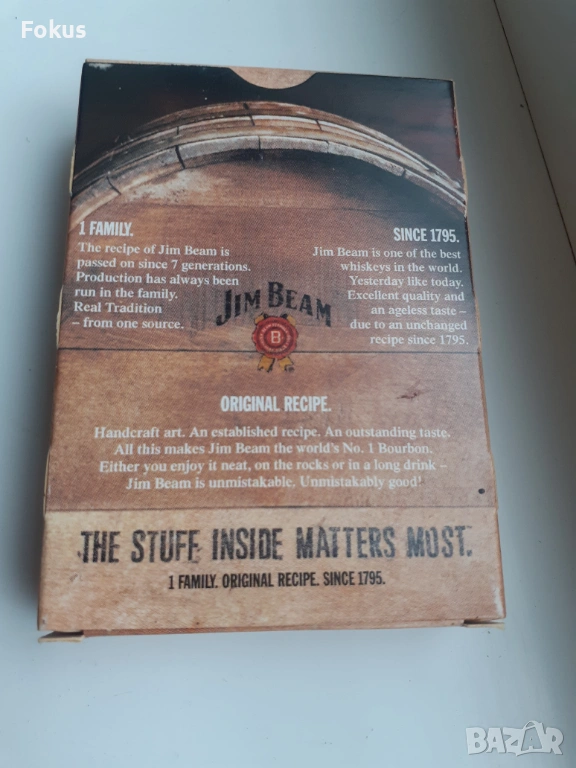 Fokus
1 FAMILY.
The recipe of Jim Beam is
passed on since 7 generations.
Production has always been
run in the family.
Real Tradition
– from one source.
SINCE 1795.
Jim Beam is one of the best
whiskeys in the world.
Yesterday like today.
Excellent quality and
an ageless taste –
due to an unchanged
recipe since 1795.
JIM BEAM
B
ORIGINAL RECIPE.
Handcraft art. An established recipe. An outstanding taste.
All this makes Jim Beam the world's No. 1 Bourbon.
Either you enjoy it neat, on the rocks or in a long drink –
Jim Beam is unmistakable. Unmistakably good!
THE STUFF INSIDE MATTERS MOST.
1 FAMILY. ORIGINAL RECIPE. SINCE 1795.
BAZAR